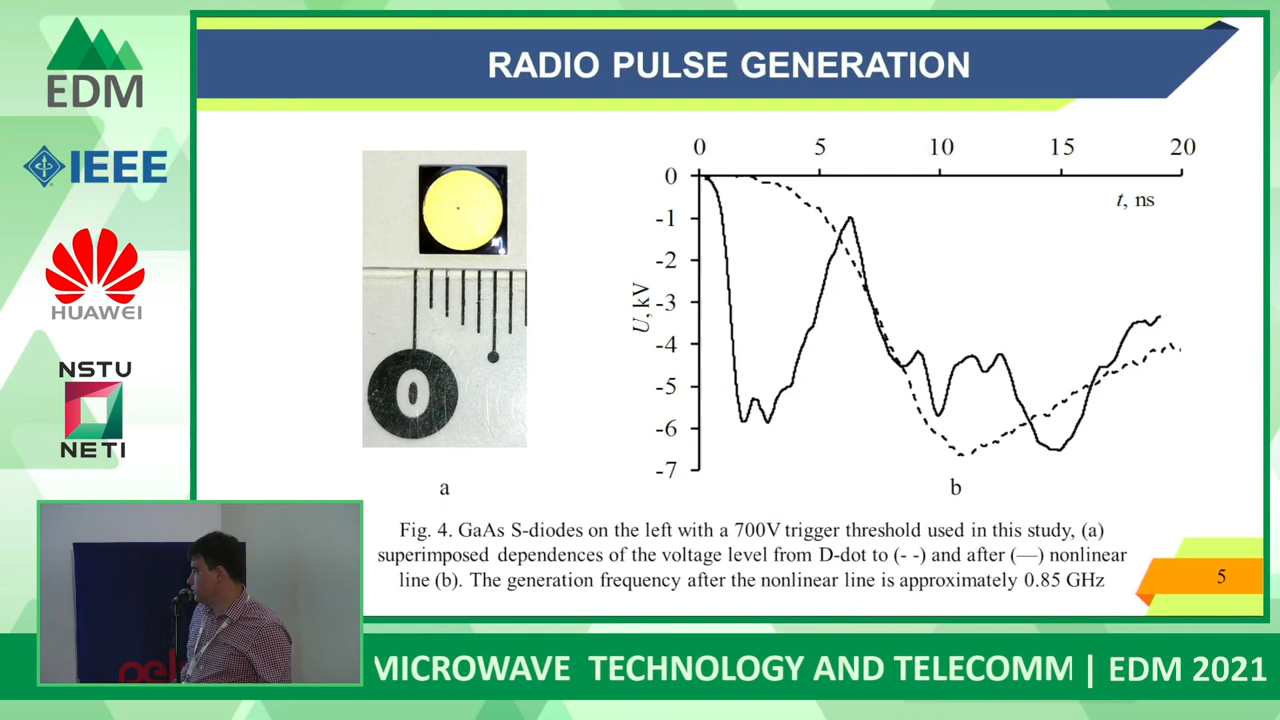 EDM
IEEE
HUAWEI
NSTU
NETI
RADIO PULSE GENERATION
0
0 5 10 15 20
t, ns
0
-1
-2
-3
-4
-5
-6
-7
U, kV
a
b
Fig. 4. GaAs S-diodes on the left with a 700V trigger threshold used in this study, (a)
superimposed dependences of the voltage level from D-dot to (- -) and after (—) nonlinear
line (b). The generation frequency after the nonlinear line is approximately 0.85 GHz
5
MICROWAVE TECHNOLOGY AND TELECOMM | EDM 2021